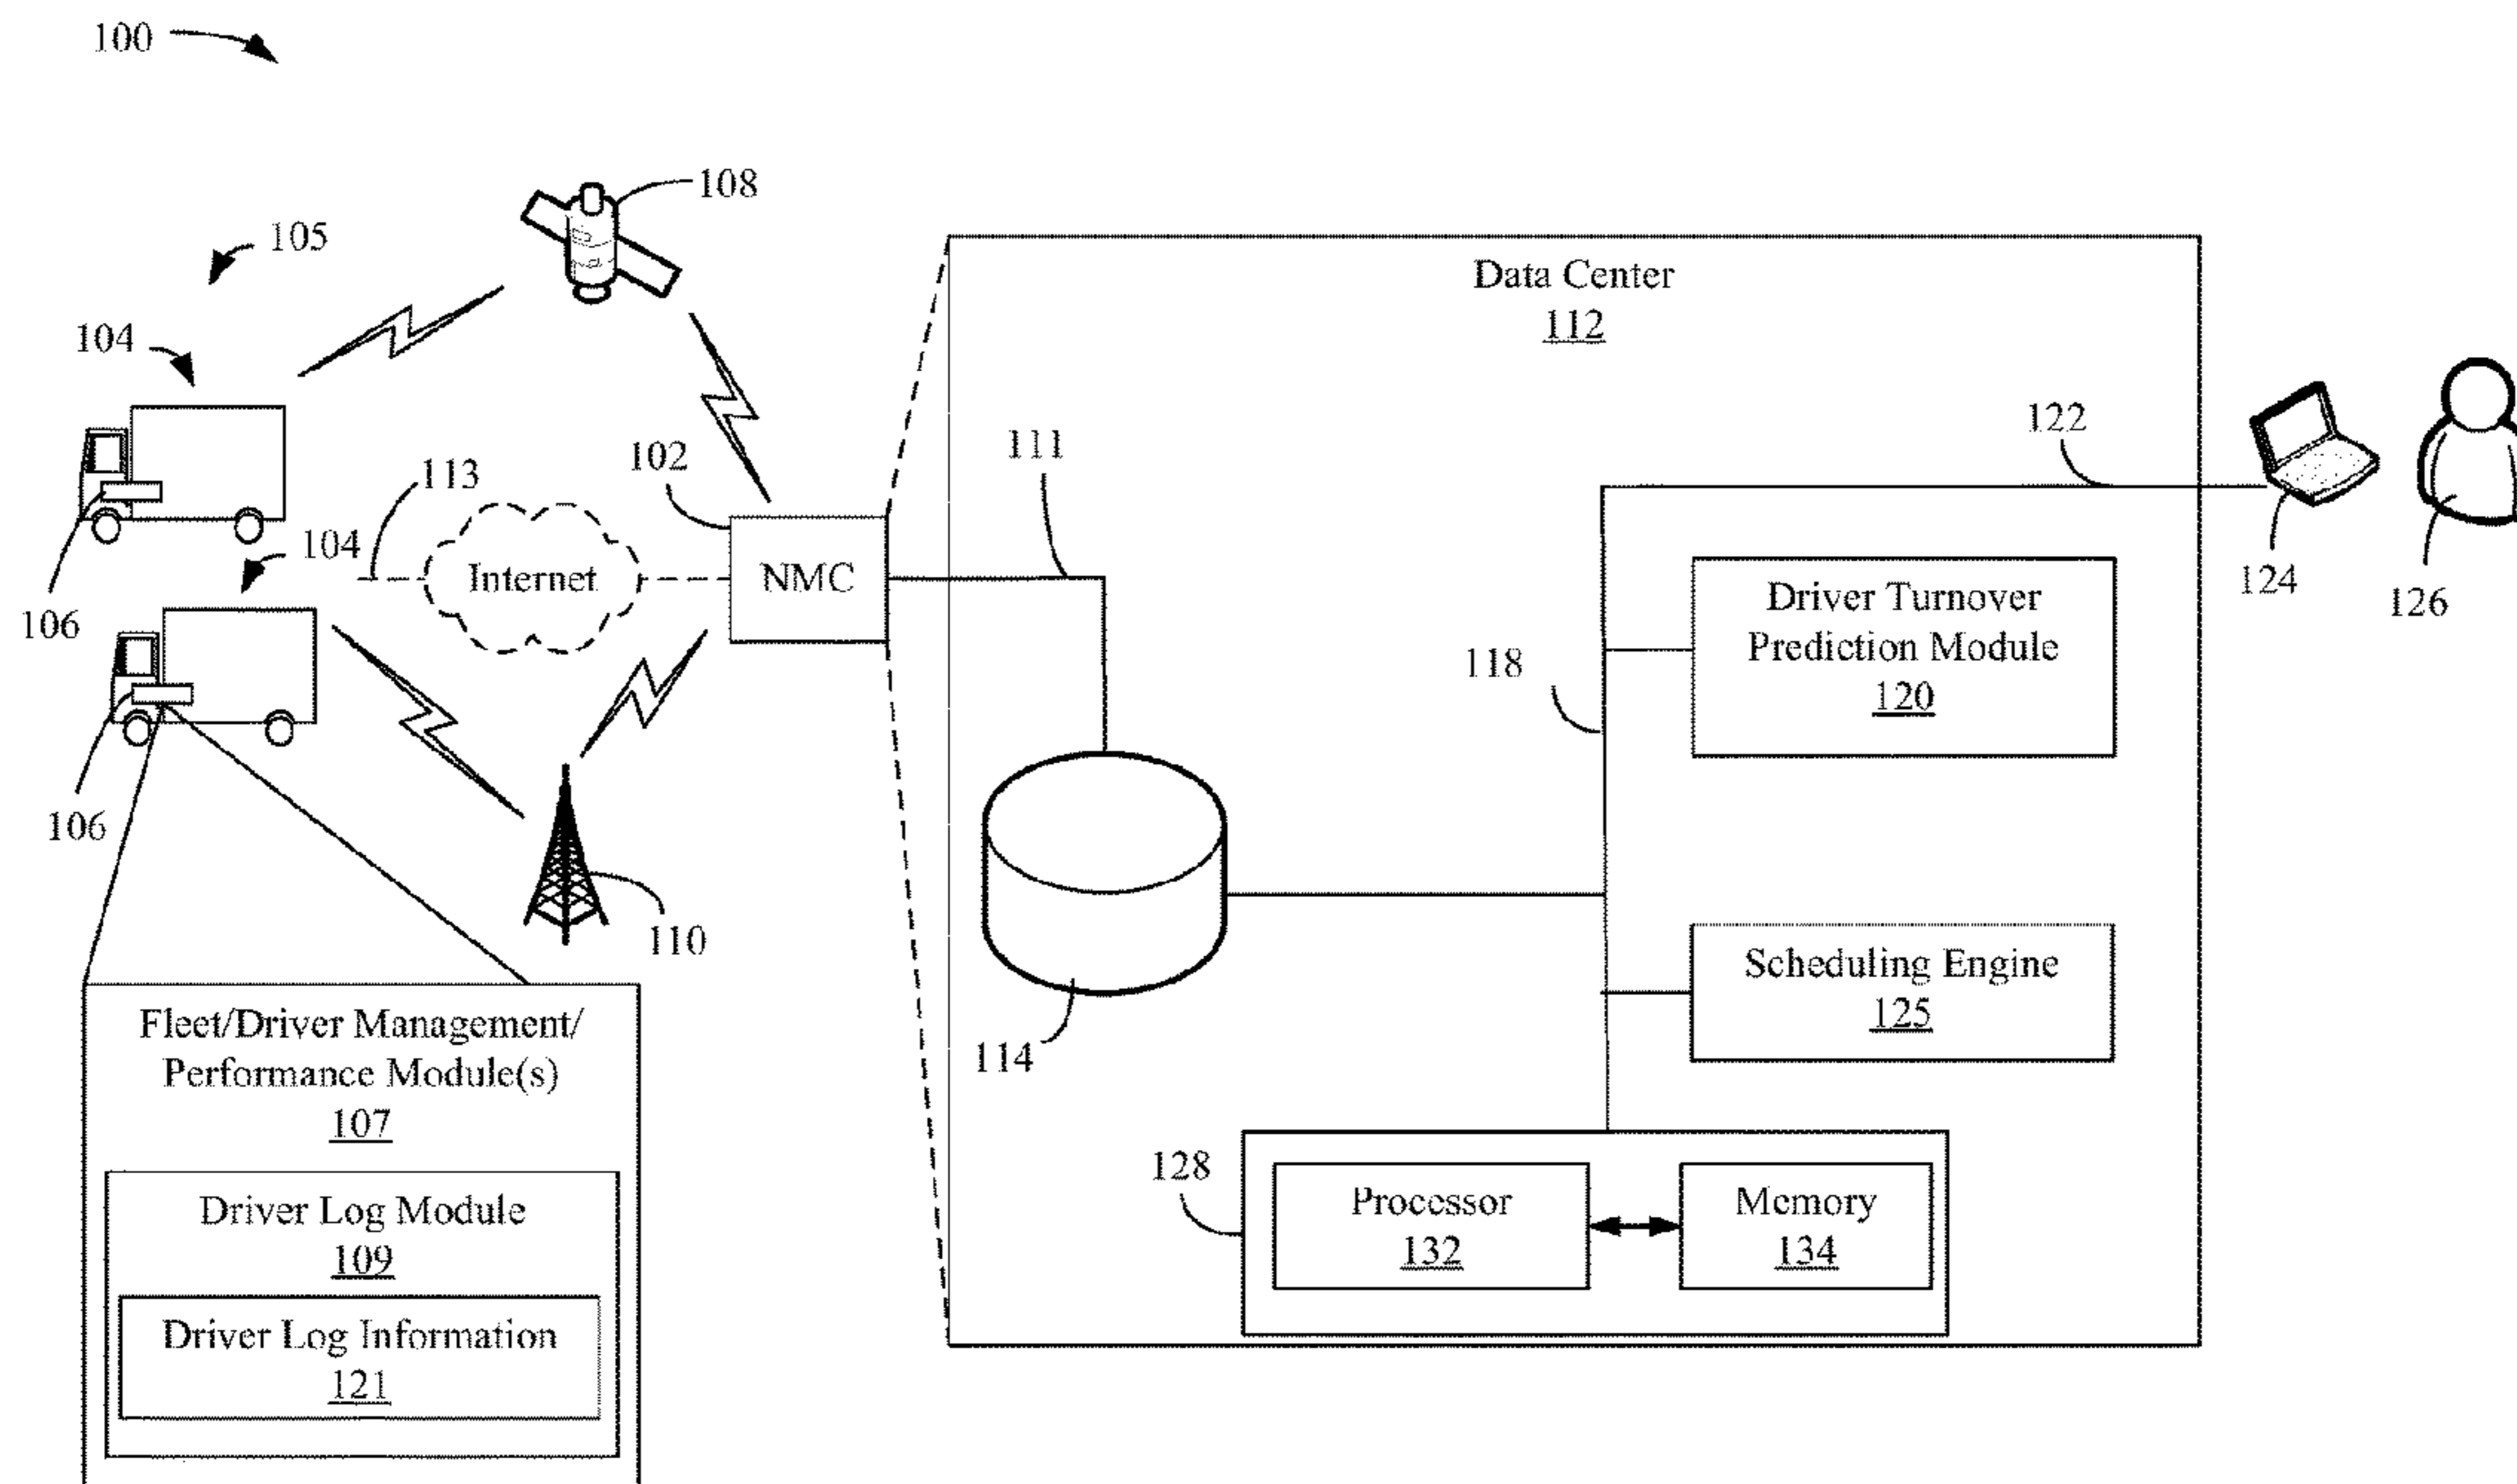 100
108
105
104
Data Center
112
122
111
102
113
104
Internet
NMC
124
126
106
Driver Turnover
Prediction Module
120
118
106
110
Scheduling Engine
125
114
Fleet/Driver Management/
Performance Module(s)
107
128
Processor
132
Memory
134
Driver Log Module
109
Driver Log Information
121